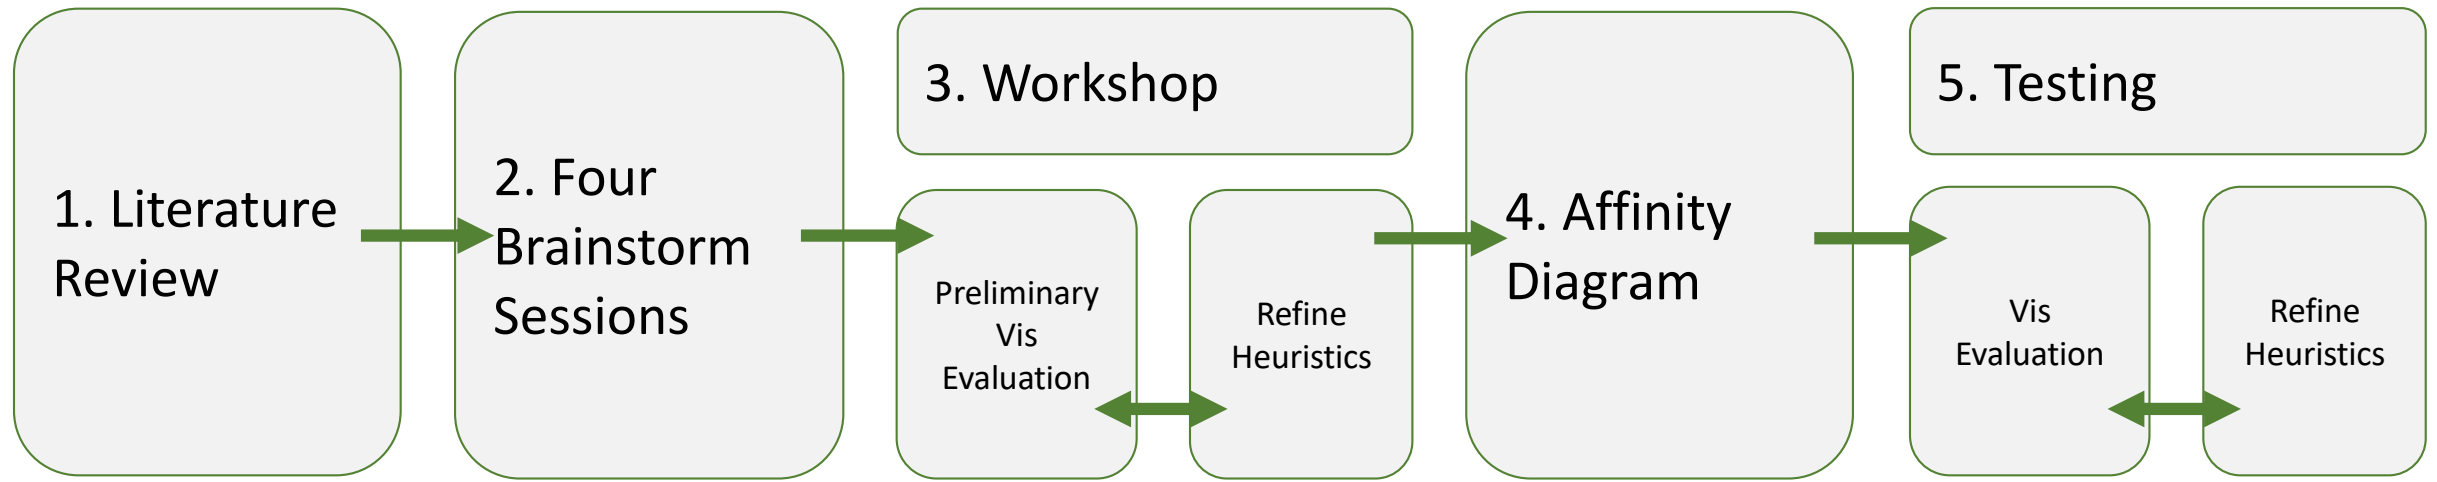 1. Literature
Review
2. Four
Brainstorm
Sessions
3. Workshop
Preliminary
Vis
Evaluation
Refine
Heuristics
4. Affinity
Diagram
5. Testing
Vis
Evaluation
Refine
Heuristics